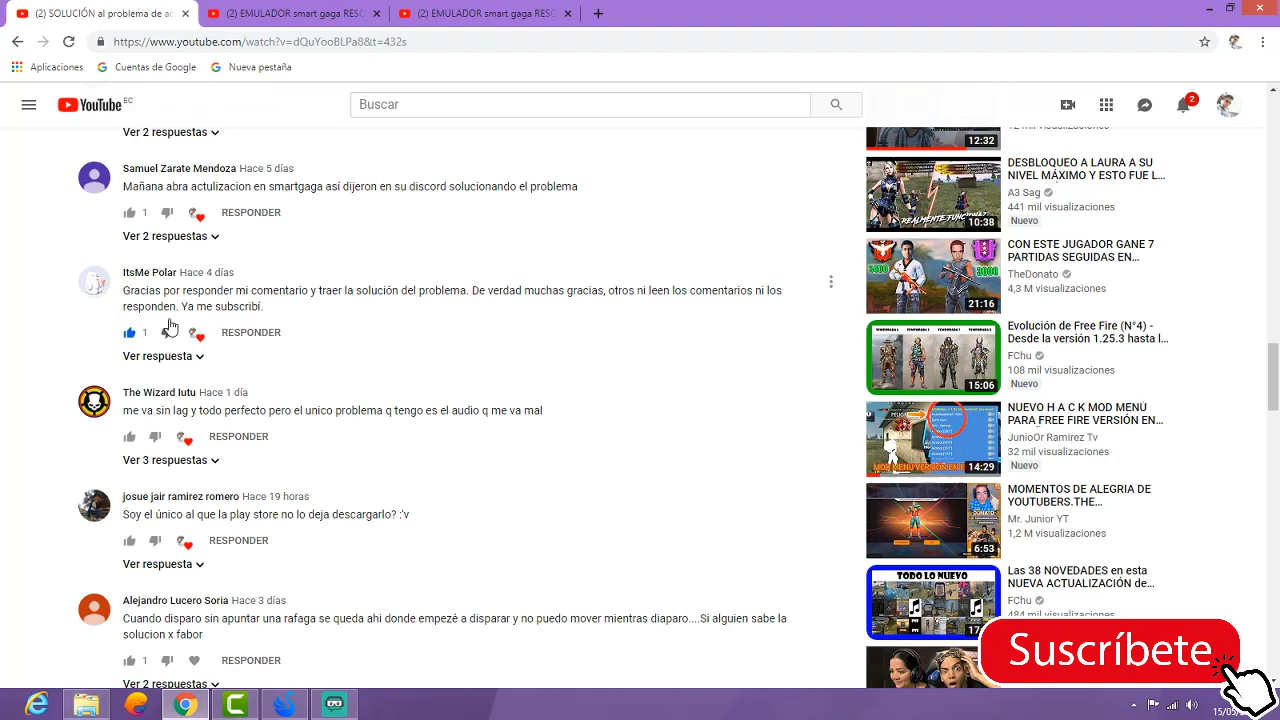 (2) SOLUCIÓN al problema de ac
(2) EMULADOR smart gaga RESC
(2) EMULADOR smart gaga RESC
https://www.youtube.com/watch?v=dQuYooBLPa8&t=432s
Aplicaciones
Cuentas de Google
Nueva pestaña
YouTube EC
Buscar
2
Ver 2 respuestas
Samuel Zarate Mendoza Hace 5 días
Mañana abra actulizacion en smartgaga así dijeron en su discord solucionando el problema
1 RESPONDER
Ver 2 respuestas
ItsMe Polar Hace 4 días
Gracias por responder mi comentario y traer la solución del problema. De verdad muchas gracias, otros ni leen los comentarios ni los
responden. Ya me subscribí.
1 RESPONDER
Ver respuesta
The Wizard Iutu Hace 1 día
me va sin lag y todo mi hermano pero el unico problema q tengo es el audio q me va mal
RESPONDER
Ver 3 respuestas
josue jair ramirez romero Hace 19 horas
Soy el único al que la play store no lo deja descargarlo?:,v
RESPONDER
Ver respuesta
Alejandro Lucero Soria Hace 3 días
Cuando disparo sin apuntar una rafaga se queda ahi donde empezé a disparar y no puedo mover mientras diaparo....Si alguien sabe la
solucion x fabor
1 RESPONDER
Ver 2 respuestas
12:32
REALMENTE FUNCIONA?
10:38
DESBLOQUEO A LAURA A SU
NIVEL MÁXIMO Y ESTO FUE L...
A3 Sag
441 mil visualizaciones
Nuevo
3400
3000
21:16
CON ESTE JUGADOR GANE 7
PARTIDAS SEGUIDAS EN...
TheDonato
4,3 M visualizaciones
15:06
Evolución de Free Fire (N°4) -
Desde la versión 1.25.3 hasta l...
FChu
108 mil visualizaciones
Nuevo
14:29
NUEVO H A C K MOD MENÚ
PARA FREE FIRE VERSIÓN EN...
JunioOr Ramirez Tv
32 mil visualizaciones
Nuevo
6:53
MOMENTOS DE ALEGRIA DE
YOUTUBERS.THE...
Mr. Junior YT
1,2 M visualizaciones
TODO LO NUEVO
Las 38 NOVEDADES en esta
NUEVA ACTUALIZACIÓN de...
FChu
484 mil visualizaciones
Suscríbete